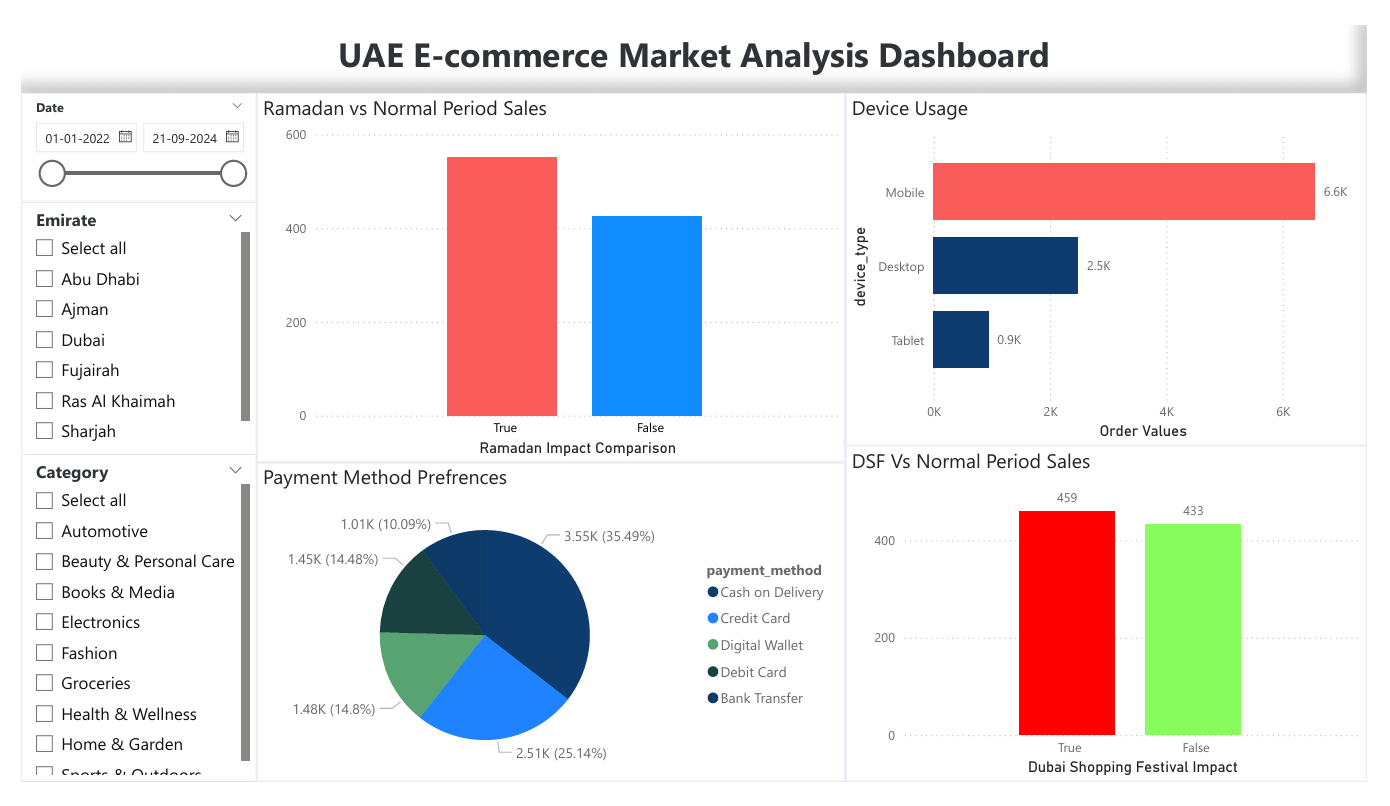 UAE E-commerce Market Analysis Dashboard
Date
01-01-2022
21-09-2024
Emirate
Select all
Abu Dhabi
Ajman
Dubai
Fujairah
Ras Al Khaimah
Sharjah
Category
Select all
Automotive
Beauty & Personal Care
Books & Media
Electronics
Fashion
Groceries
Health & Wellness
Home & Garden
Sports & Outdoors
Ramadan vs Normal Period Sales
600
400
200
0
True
False
Ramadan Impact Comparison
Payment Method Prefrences
1.01K (10.09%)
3.55K (35.49%)
1.45K (14.48%)
1.48K (14.8%)
2.51K (25.14%)
payment_method
Cash on Delivery
Credit Card
Digital Wallet
Debit Card
Bank Transfer
Device Usage
device_type
Mobile
6.6K
Desktop
2.5K
Tablet
0.9K
0K
2K
4K
6K
Order Values
DSF Vs Normal Period Sales
459
433
400
200
0
True
False
Dubai Shopping Festival Impact